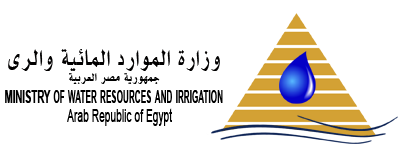 وزارة الموارد المائية والرى
جمهورية مصر العربية
MINISTRY OF WATER RESOURCES AND IRRIGATION
Arab Republic of Egypt